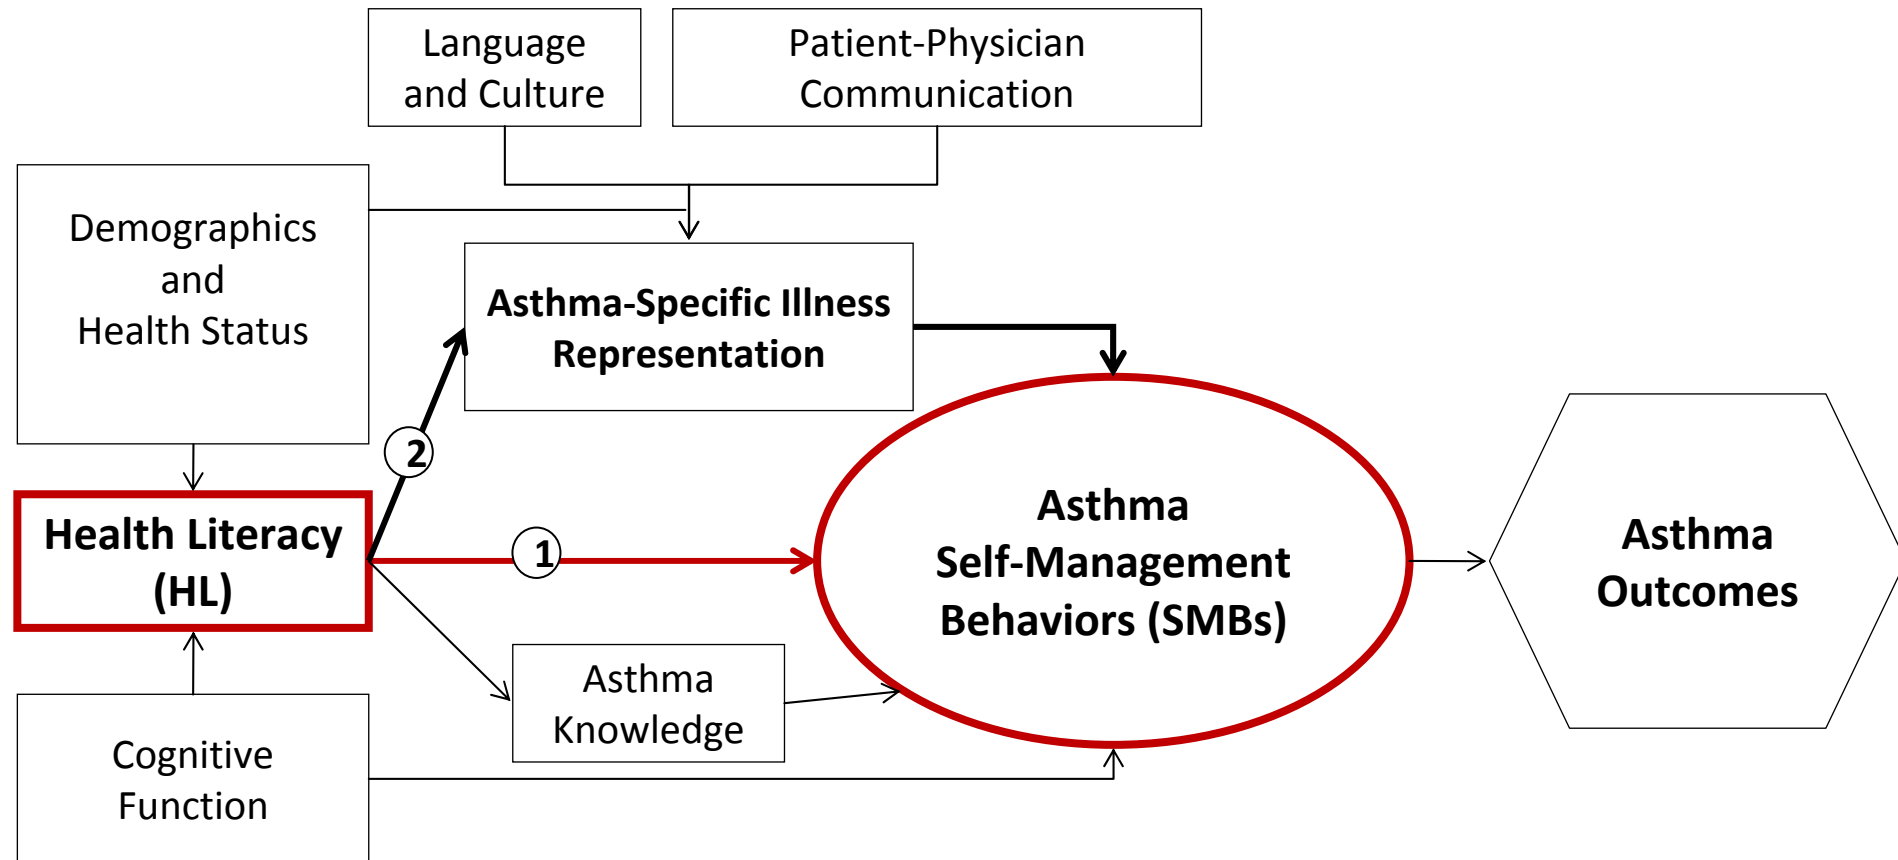 Language
and Culture
Patient-Physician
Communication
Demographics
and
Health Status
Asthma-Specific Illness
Representation
2
Health Literacy
(HL)
1
Asthma
Self-Management
Behaviors (SMBs)
Asthma
Outcomes
Asthma
Knowledge
Cognitive
Function